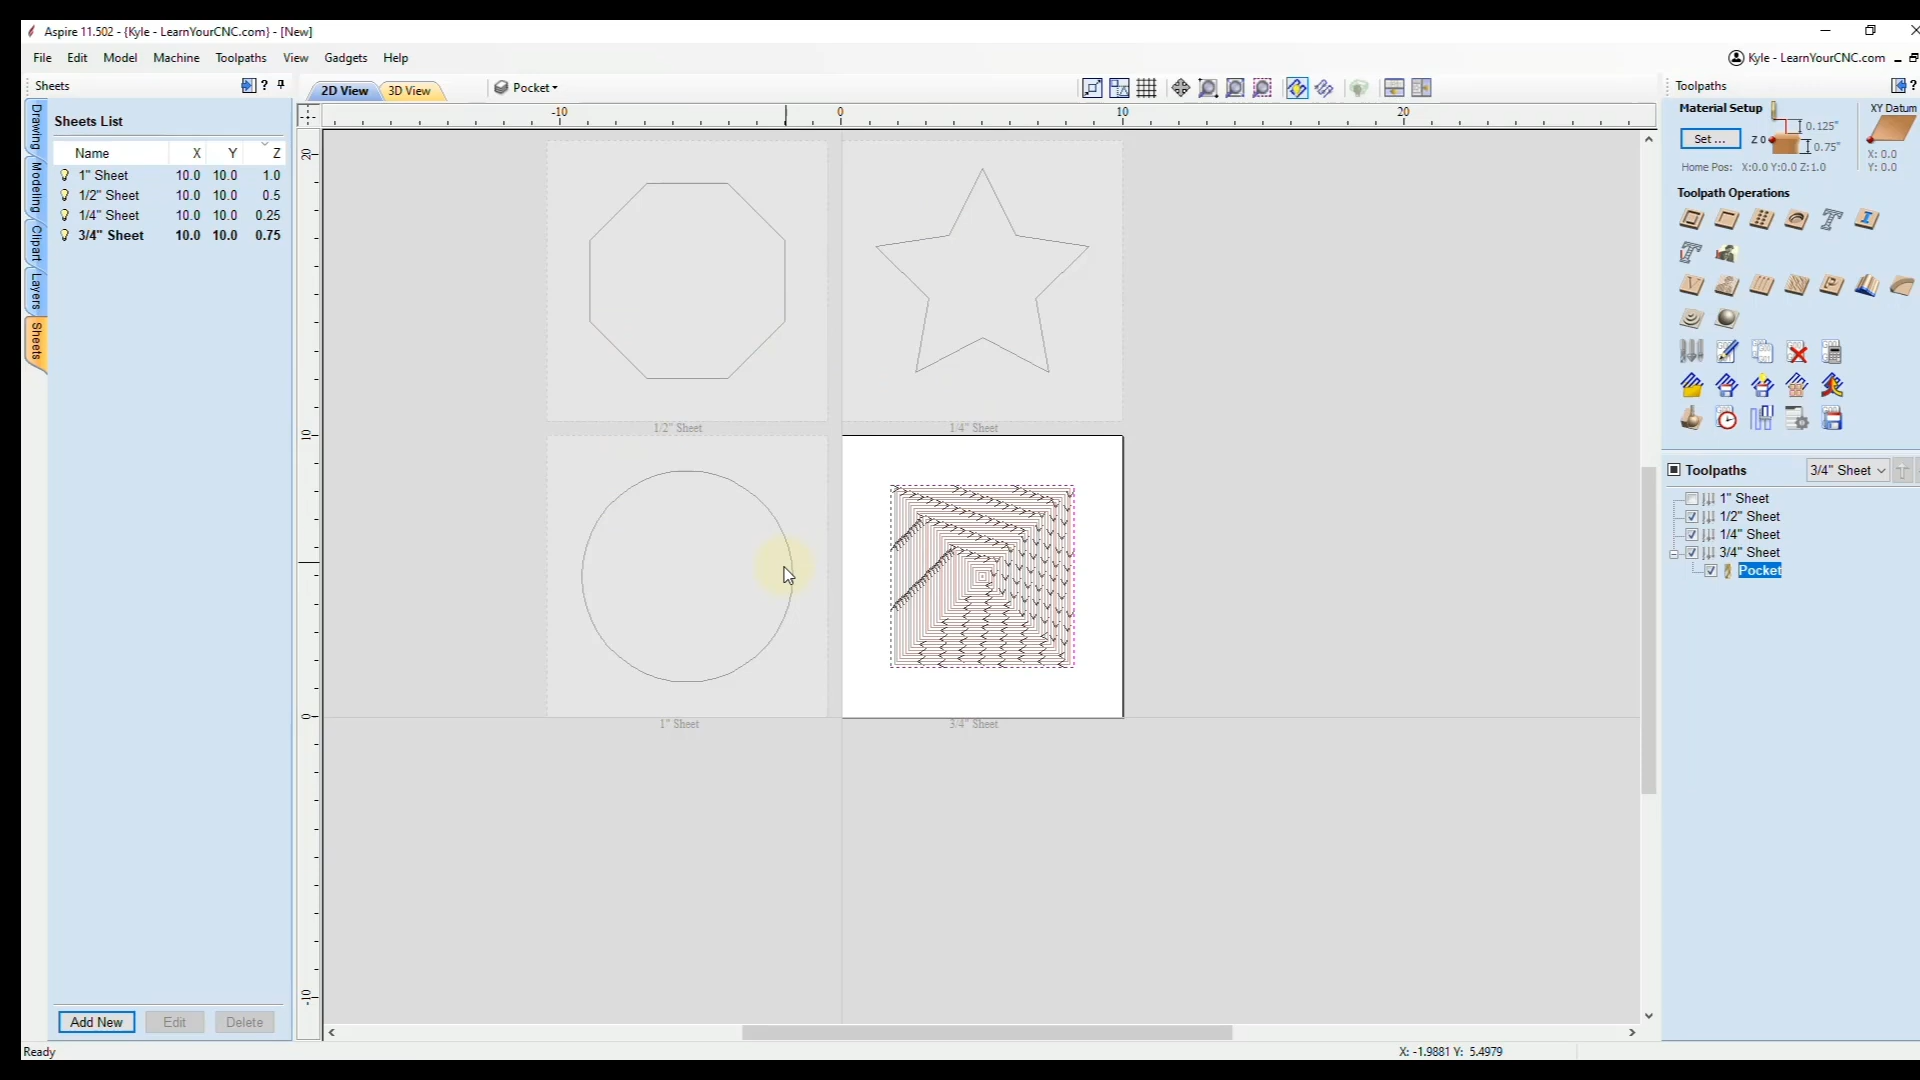 Aspire 11.502 - {Kyle - LearnYourCNC.com} - [New]
File Edit Model Machine Toolpaths View Gadgets Help
Kyle - LearnYourCNC.com
Sheets ?
2D View 3D View Pocket
Toolpaths ?
Drawing
Modeling
Clipart
Layers
Sheets
Sheets List
Name X Y Z
1" Sheet 10.0 10.0 1.0
1/2" Sheet 10.0 10.0 0.5
1/4" Sheet 10.0 10.0 0.25
3/4" Sheet 10.0 10.0 0.75
Add New Edit Delete
-10 0 10 20
20
10
0
-10
1/2" Sheet 1/4" Sheet
1" Sheet 3/4" Sheet
Material Setup XY Datum
0.125"
Set ... Z 0 0.75"
X: 0.0
Home Pos: X:0.0 Y:0.0 Z:1.0 Y: 0.0
Toolpath Operations
Toolpaths 3/4" Sheet
1" Sheet
1/2" Sheet
1/4" Sheet
3/4" Sheet
Pocket
Ready X: -1.9881 Y: 5.4979